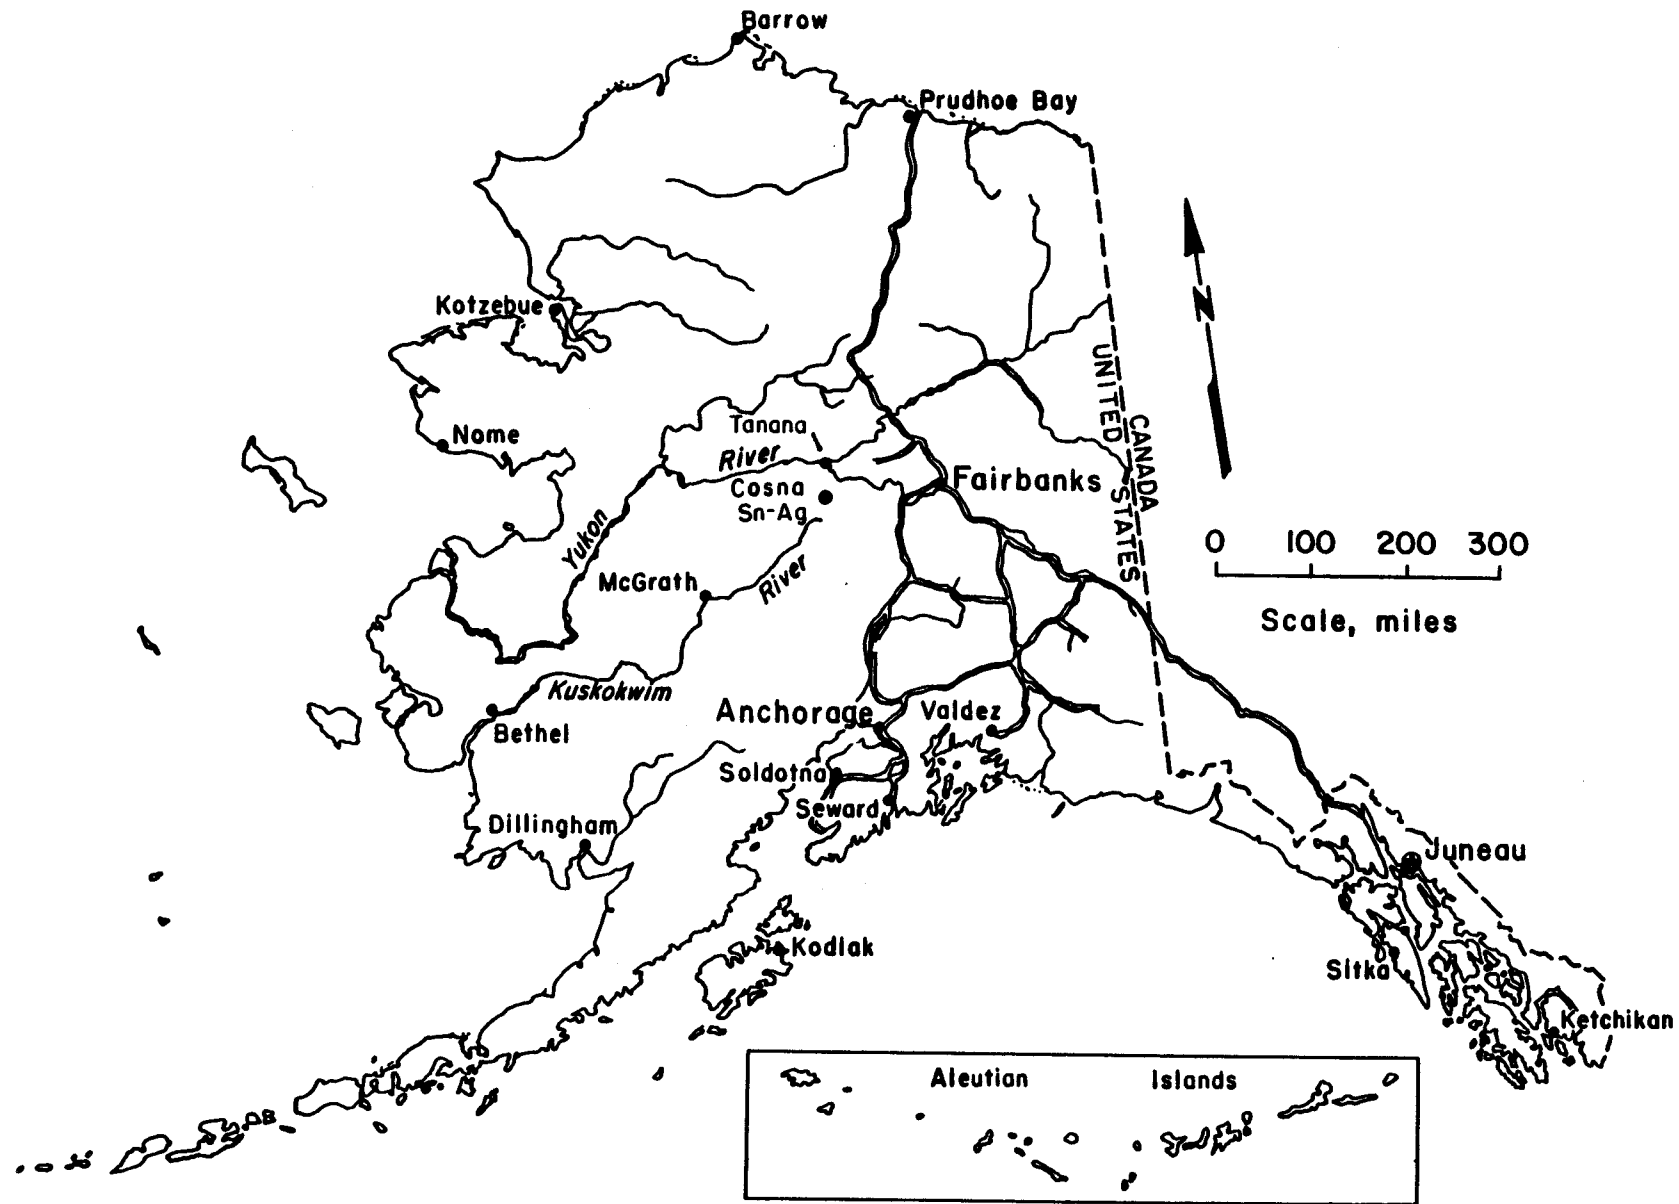 Barrow
Prudhoe Bay
Kotzebue
N
UNITED STATES
CANADA
Nome
Tanana
River
Cosna
Sn-Ag
Fairbanks
Yukon
0 100 200 300
Scale, miles
McGrath
River
Kuskokwim
Bethel
Anchorage
Valdez
Soldotna
Seward
Dillingham
Juneau
Kodiak
Sitka
Ketchikan
Aleutian Islands